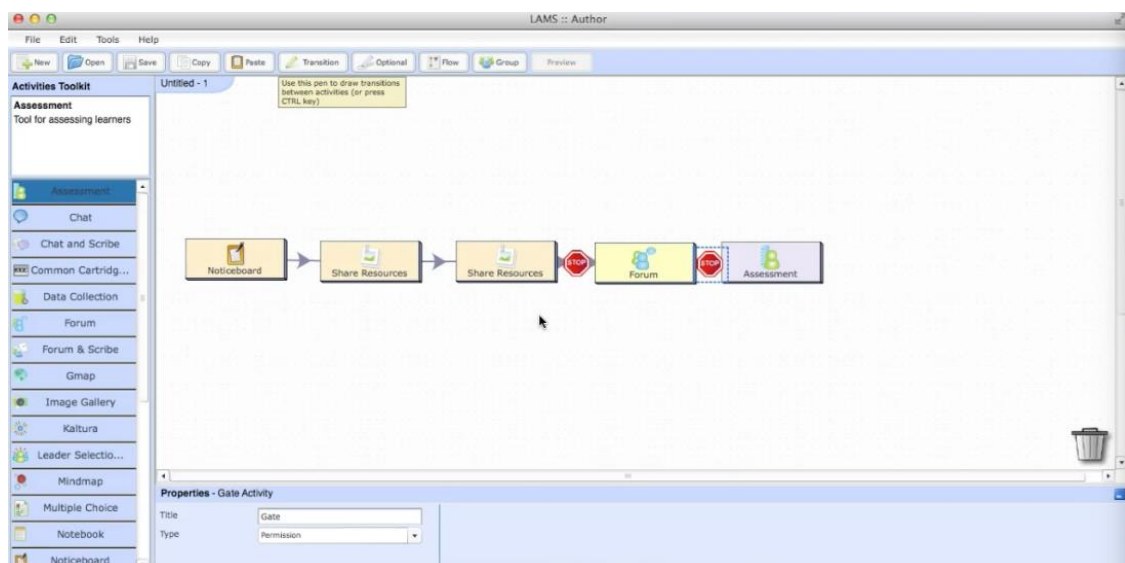 LAMS :: Author
File Edit Tools Help
New Open Save Copy Paste Transition Optional Flow Group Preview
Activities Toolkit
Untitled - 1
Use this pen to draw transitions
between activities (or press
CTRL key)
Assessment
Tool for assessing learners
Assessment
Chat
Chat and Scribe
Common Cartridg...
Data Collection
Forum
Forum & Scribe
Gmap
Image Gallery
Kaltura
Leader Selectio...
Mindmap
Multiple Choice
Notebook
Noticeboard
Noticeboard
Share Resources
Share Resources
STOP
Forum
STOP
Assessment
Properties - Gate Activity
Title Gate
Type Permission